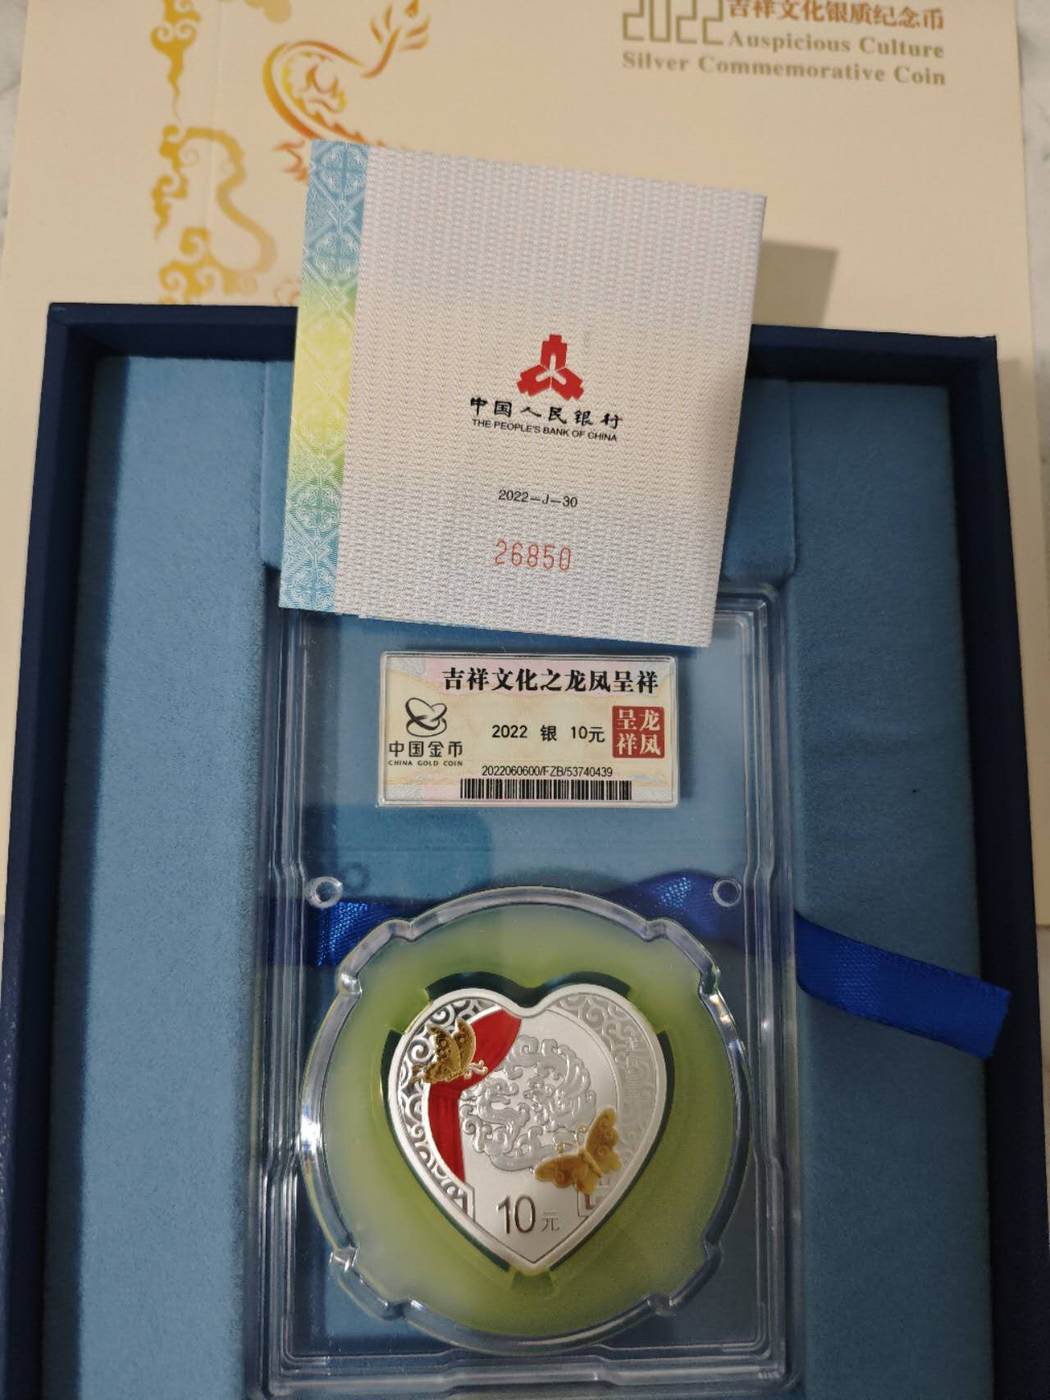 2022吉祥文化银质纪念币
Auspicious Culture
Silver Commemorative Coin
中国人民银行
THE PEOPLE'S BANK OF CHINA
2022-J-30
26850
吉祥文化之龙凤呈祥
中国金币
CHINA GOLD COIN
2022 银 10元
龙凤呈祥
2022060600/FZB/53740439
10元